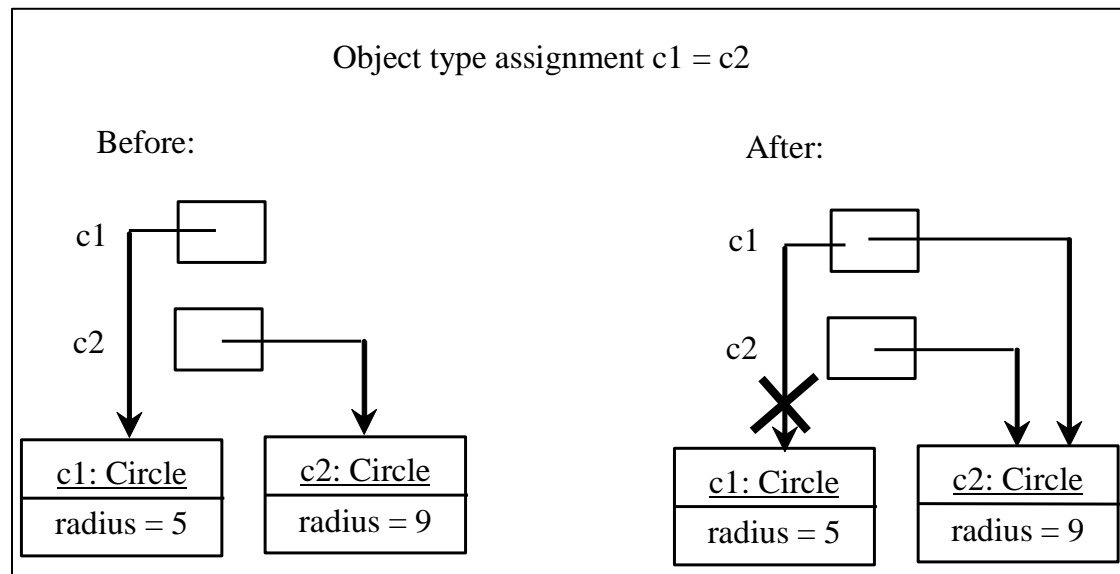 Object type assignment c1 = c2
Before:
c1
c2
c1: Circle
radius = 5
c2: Circle
radius = 9
After:
c1
c2
c1: Circle
radius = 5
c2: Circle
radius = 9